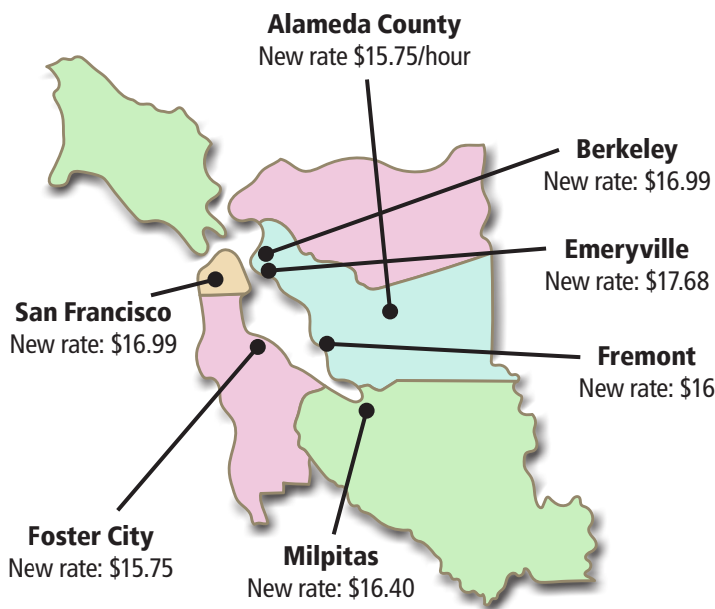 Alameda County
New rate $15.75/hour
Berkeley
New rate: $16.99
Emeryville
New rate: $17.68
San Francisco
New rate: $16.99
Fremont
New rate: $16
Foster City
New rate: $15.75
Milpitas
New rate: $16.40